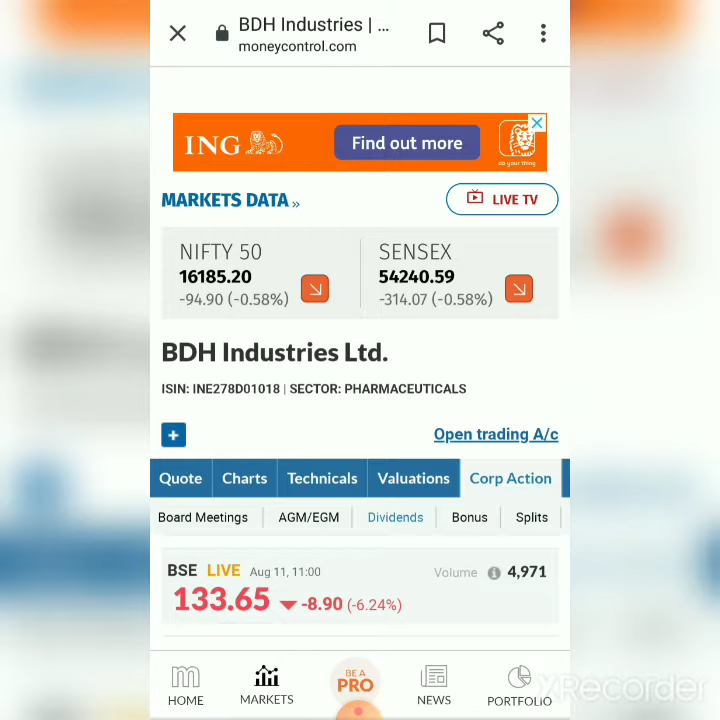 BDH Industries | ...
moneycontrol.com
ING
Find out more
do your thing
MARKETS DATA »
LIVE TV
NIFTY 50
16185.20
-94.90 (-0.58%)
SENSEX
54240.59
-314.07 (-0.58%)
BDH Industries Ltd.
ISIN: INE278D01018 | SECTOR: PHARMACEUTICALS
+
Open trading A/c
Quote
Charts
Technicals
Valuations
Corp Action
Board Meetings
AGM/EGM
Dividends
Bonus
Splits
BSE LIVE Aug 11, 11:00
Volume i 4,971
133.65 -8.90 (-6.24%)
HOME
MARKETS
BE A
PRO
NEWS
PORTFOLIO
XRecorder